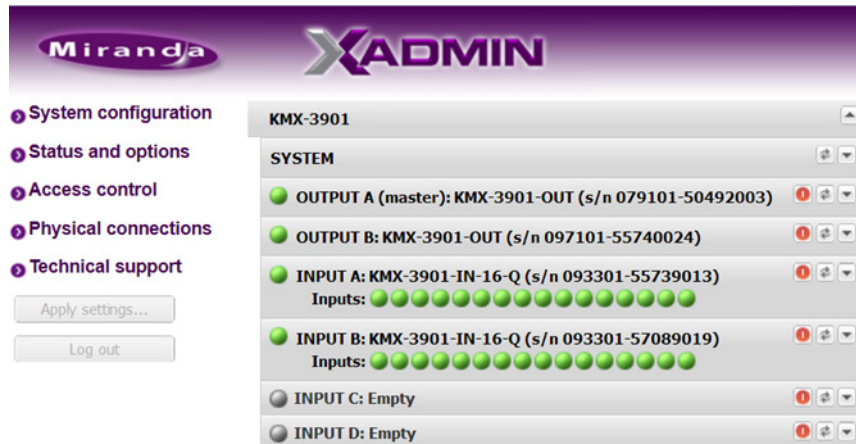 Miranda
XADMIN
System configuration
Status and options
Access control
Physical connections
Technical support
Apply settings...
Log out
KMX-3901
SYSTEM
OUTPUT A (master): KMX-3901-OUT (s/n 079101-50492003)
OUTPUT B: KMX-3901-OUT (s/n 097101-55740024)
INPUT A: KMX-3901-IN-16-Q (s/n 093301-55739013)
Inputs:
INPUT B: KMX-3901-IN-16-Q (s/n 093301-57089019)
Inputs:
INPUT C: Empty
INPUT D: Empty